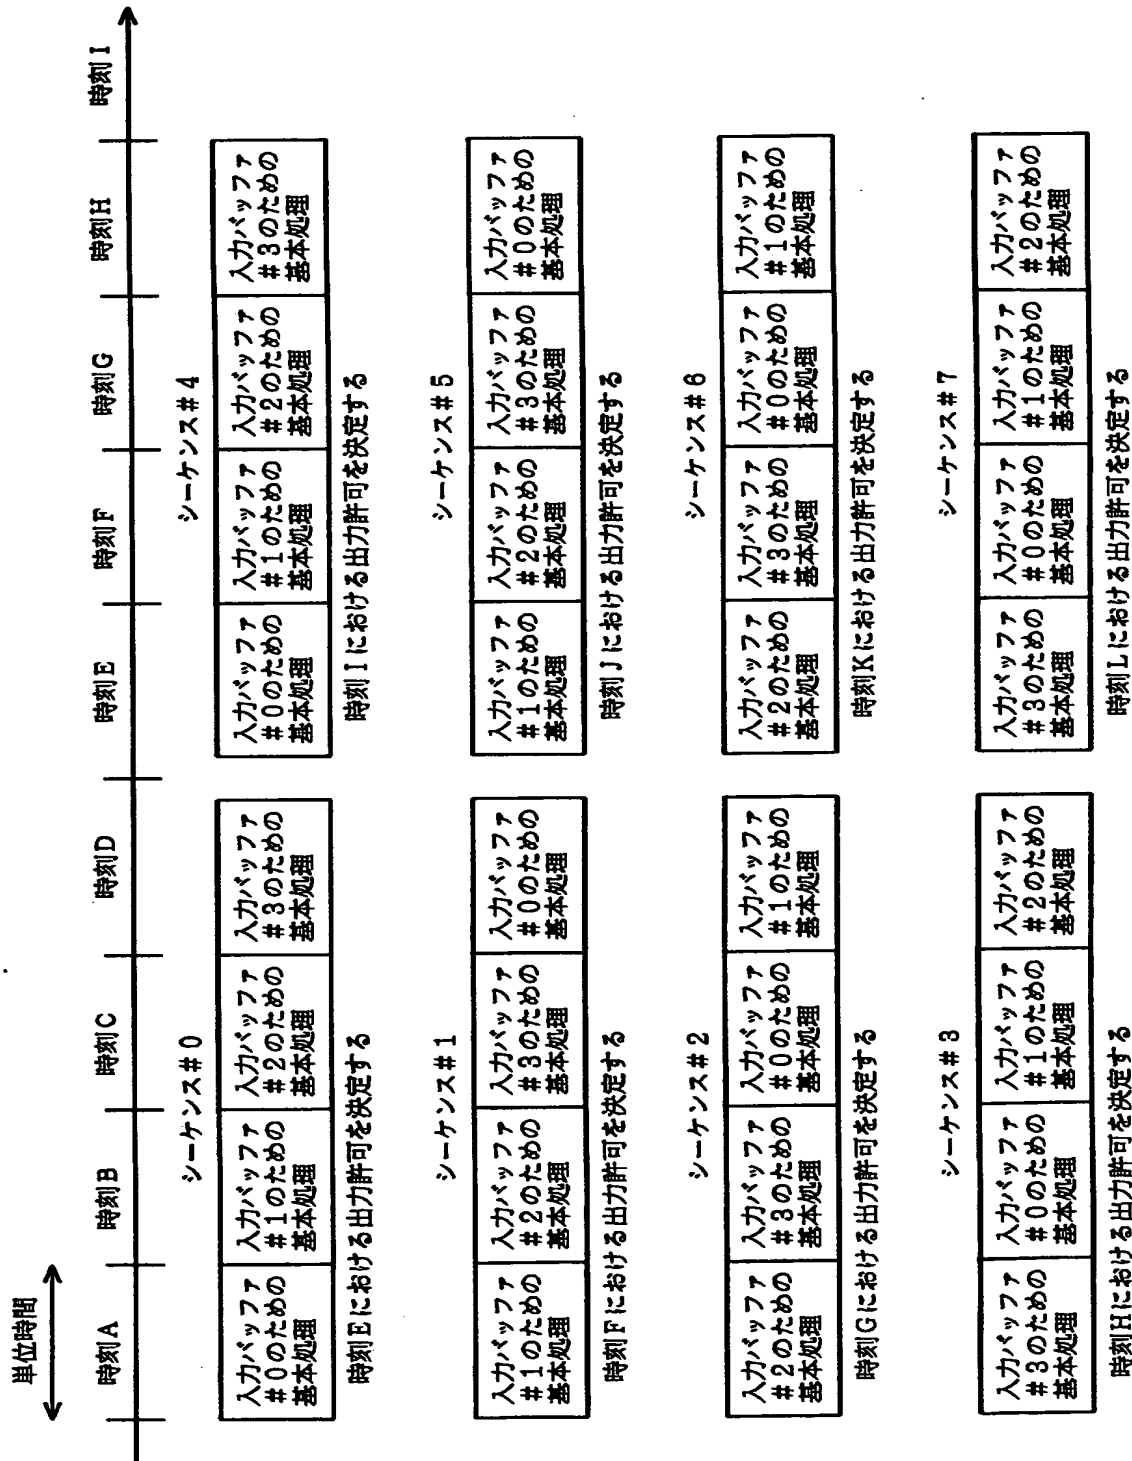 単位時間
時刻A
時刻B
時刻C
時刻D
時刻E
時刻F
時刻G
時刻H
時刻I
シーケンス#0
入力バッファ
#0のための
基本処理
入力バッファ
#1のための
基本処理
入力バッファ
#2のための
基本処理
入力バッファ
#3のための
基本処理
時刻Eにおける出力許可を決定する
シーケンス#4
入力バッファ
#0のための
基本処理
入力バッファ
#1のための
基本処理
入力バッファ
#2のための
基本処理
入力バッファ
#3のための
基本処理
時刻Iにおける出力許可を決定する
シーケンス#1
入力バッファ
#1のための
基本処理
入力バッファ
#2のための
基本処理
入力バッファ
#3のための
基本処理
入力バッファ
#0のための
基本処理
時刻Fにおける出力許可を決定する
シーケンス#5
入力バッファ
#1のための
基本処理
入力バッファ
#2のための
基本処理
入力バッファ
#3のための
基本処理
入力バッファ
#0のための
基本処理
時刻Jにおける出力許可を決定する
シーケンス#2
入力バッファ
#2のための
基本処理
入力バッファ
#3のための
基本処理
入力バッファ
#0のための
基本処理
入力バッファ
#1のための
基本処理
時刻Gにおける出力許可を決定する
シーケンス#6
入力バッファ
#2のための
基本処理
入力バッファ
#3のための
基本処理
入力バッファ
#0のための
基本処理
入力バッファ
#1のための
基本処理
時刻Kにおける出力許可を決定する
シーケンス#3
入力バッファ
#3のための
基本処理
入力バッファ
#0のための
基本処理
入力バッファ
#1のための
基本処理
入力バッファ
#2のための
基本処理
時刻Hにおける出力許可を決定する
シーケンス#7
入力バッファ
#3のための
基本処理
入力バッファ
#0のための
基本処理
入力バッファ
#1のための
基本処理
入力バッファ
#2のための
基本処理
時刻Lにおける出力許可を決定する